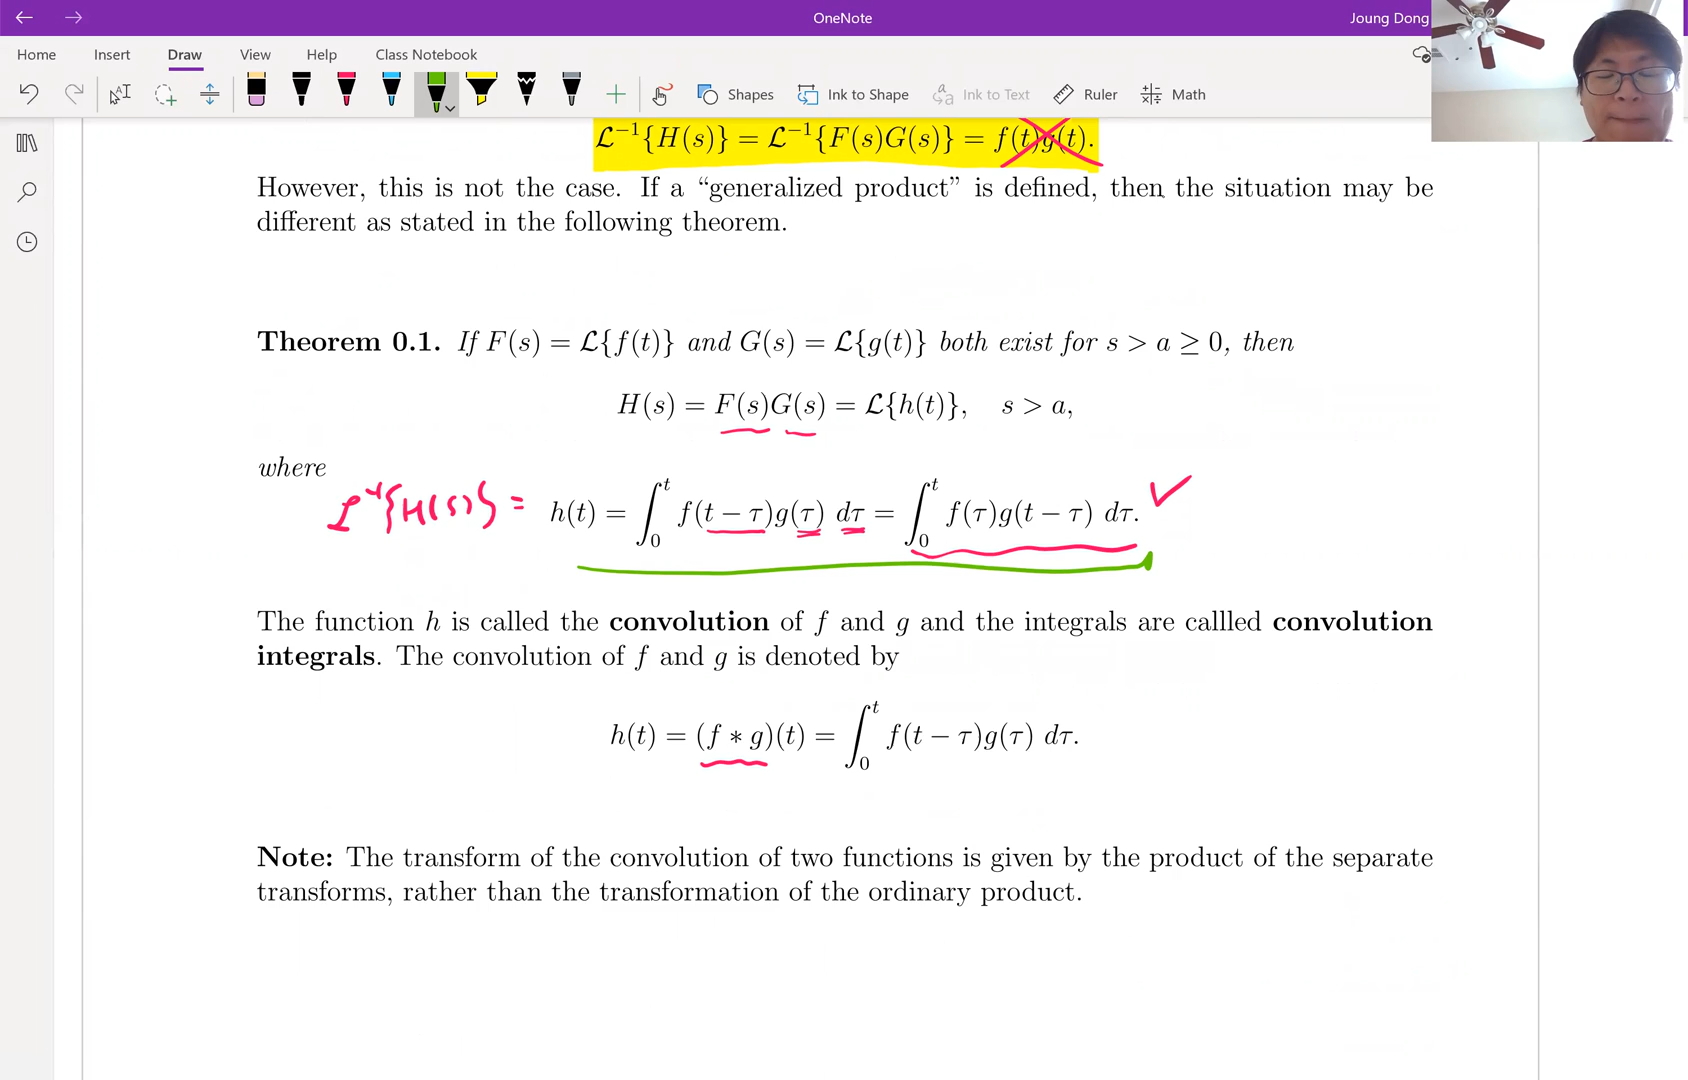 OneNote
Joung Dong
Home Insert Draw View Help Class Notebook
Shapes Ink to Shape Ink to Text Ruler Math
ℒ⁻¹{H(s)} = ℒ⁻¹{F(s)G(s)} = f(t)g(t).
However, this is not the case. If a “generalized product” is defined, then the situation may be
different as stated in the following theorem.
Theorem 0.1. If F(s) = ℒ{f(t)} and G(s) = ℒ{g(t)} both exist for s > a ≥ 0, then
H(s) = F(s)G(s) = ℒ{h(t)}, s > a,
where
ℒ⁻¹{H(s)} = h(t) = ∫₀ᵗ f(t − τ)g(τ) dτ = ∫₀ᵗ f(τ)g(t − τ) dτ. ✓
The function h is called the convolution of f and g and the integrals are callled convolution
integrals. The convolution of f and g is denoted by
h(t) = (f ∗ g)(t) = ∫₀ᵗ f(t − τ)g(τ) dτ.
Note: The transform of the convolution of two functions is given by the product of the separate
transforms, rather than the transformation of the ordinary product.